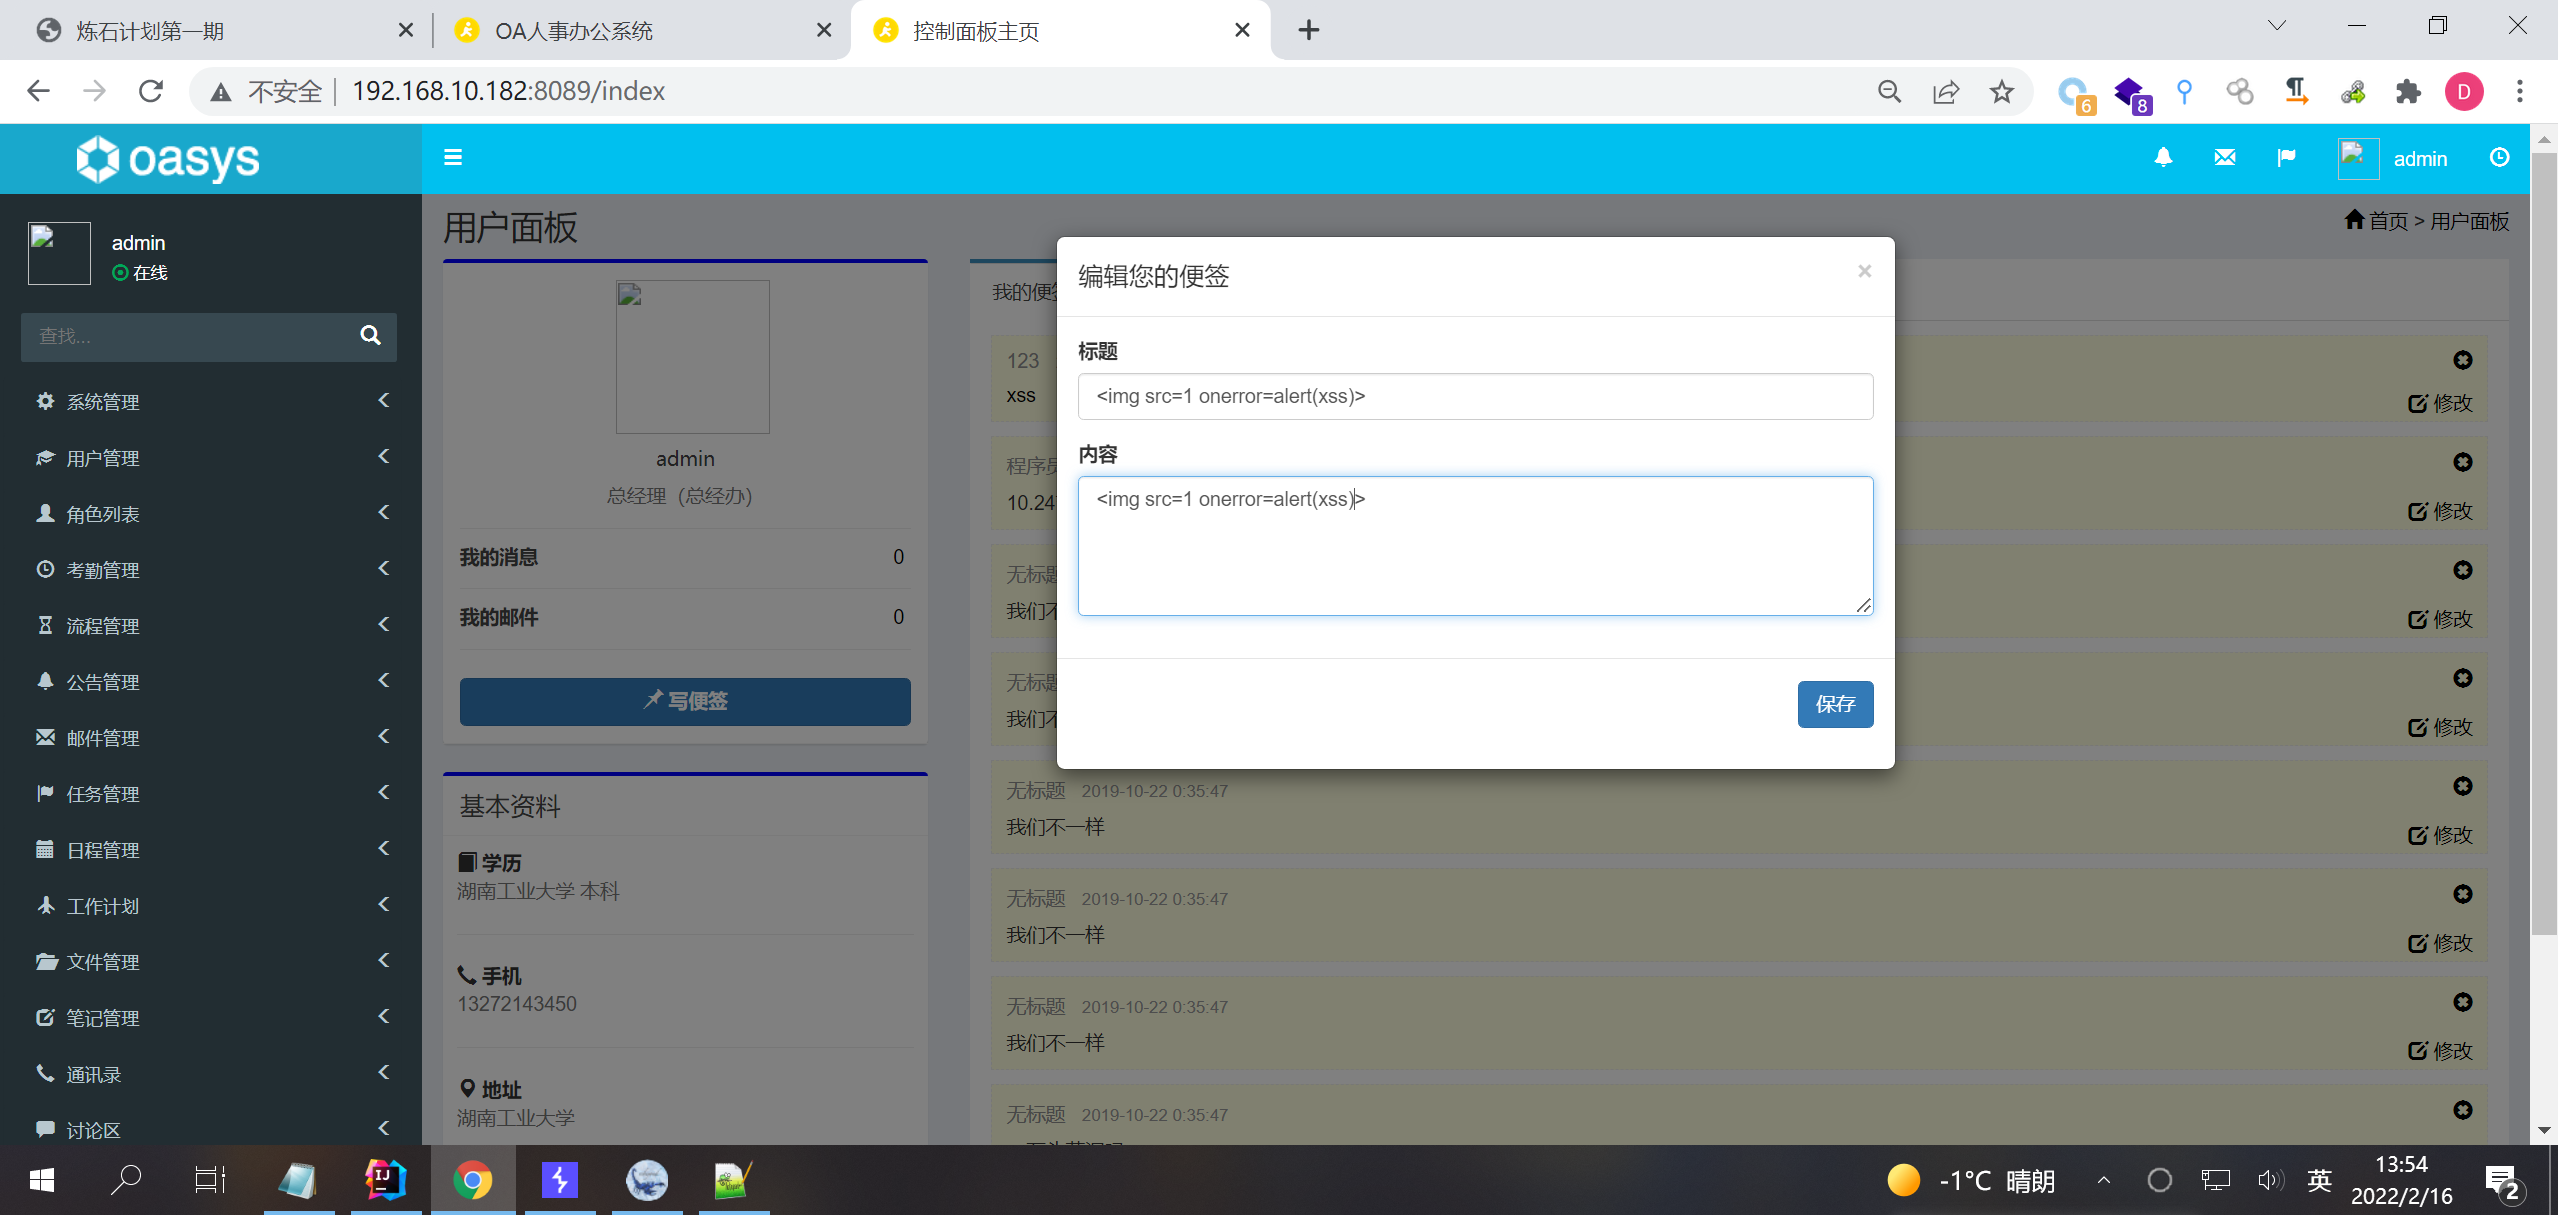 炼石计划第一期
OA人事办公系统
控制面板主页
不安全
192.168.10.182:8089/index
6
8
D
oasys
admin
admin
在线
查找...
系统管理
用户管理
角色列表
考勤管理
流程管理
公告管理
邮件管理
任务管理
日程管理
工作计划
文件管理
笔记管理
通讯录
讨论区
用户面板
首页 > 用户面板
admin
总经理（总经办）
我的消息 0
我的邮件 0
写便签
基本资料
学历
湖南工业大学 本科
手机
13272143450
地址
湖南工业大学
我的便
123
xss
修改
程序员
10.24
修改
无标题
我们不
修改
无标题
我们不
修改
无标题 2019-10-22 0:35:47
我们不一样
修改
无标题 2019-10-22 0:35:47
我们不一样
修改
无标题 2019-10-22 0:35:47
我们不一样
修改
无标题 2019-10-22 0:35:47
编辑您的便签
×
标题
<img src=1 onerror=alert(xss)>
内容
<img src=1 onerror=alert(xss)>
保存
-1°C 晴朗
英
13:54
2022/2/16
2